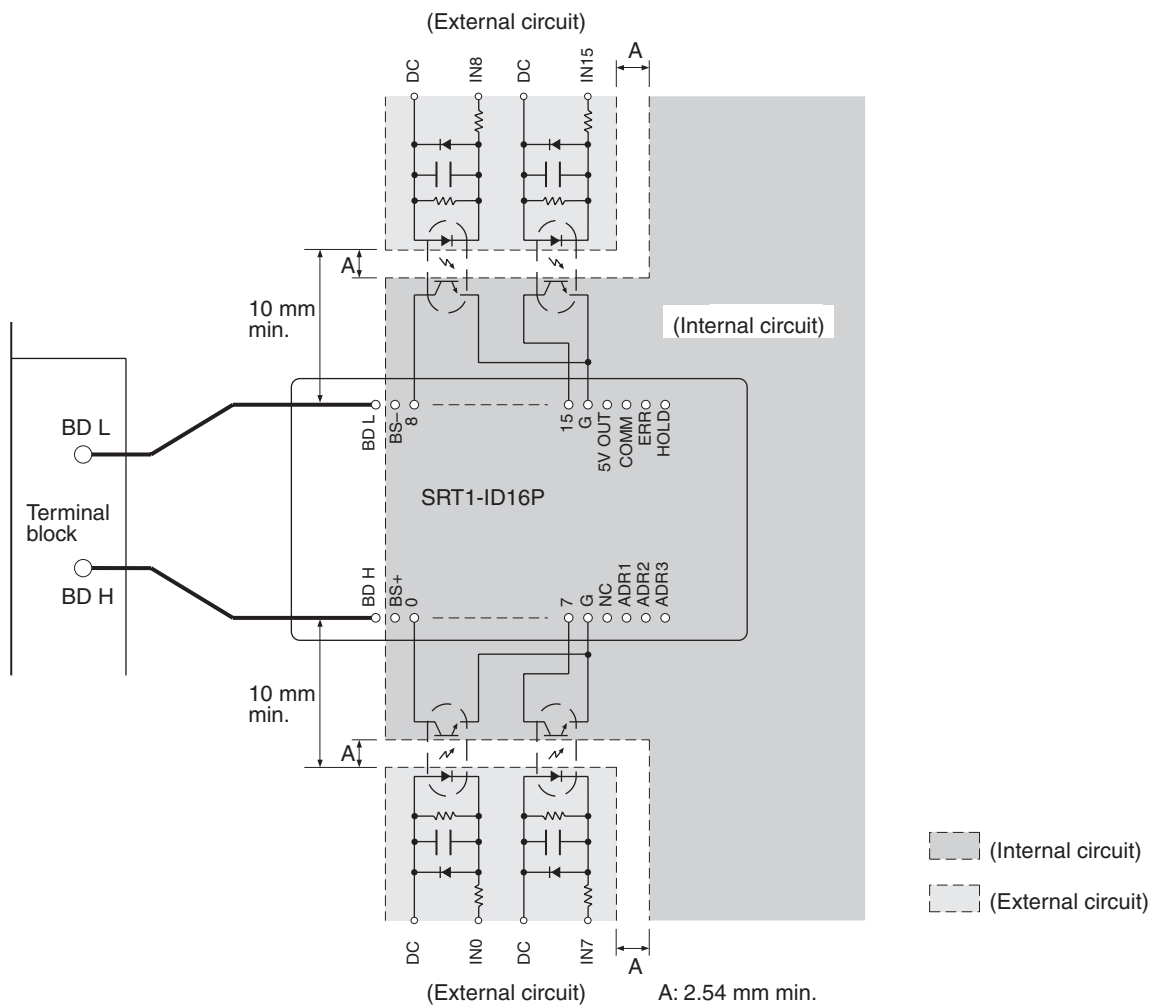 (External circuit)
DC
IN8
DC
IN15
A
A
10 mm
min.
(Internal circuit)
BD L
BD L
BS–
8
15
G
5V OUT
COMM
ERR
HOLD
SRT1-ID16P
Terminal
block
BD H
BD H
BS+
0
7
G
NC
ADR1
ADR2
ADR3
10 mm
min.
A
(Internal circuit)
(External circuit)
DC
IN0
DC
IN7
A
(External circuit)
A: 2.54 mm min.